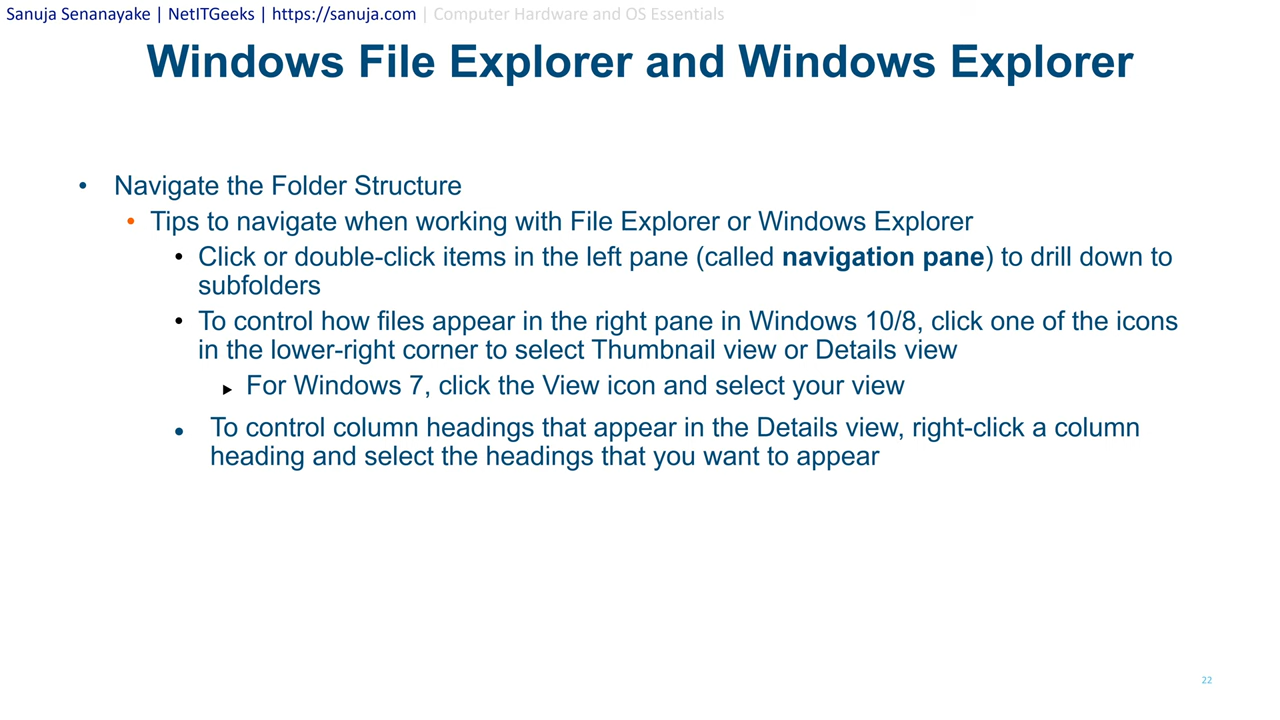 Sanuja Senanayake | NetITGeeks | https://sanuja.com | Computer Hardware and OS Essentials
Windows File Explorer and Windows Explorer
• Navigate the Folder Structure
• Tips to navigate when working with File Explorer or Windows Explorer
• Click or double-click items in the left pane (called navigation pane) to drill down to
subfolders
• To control how files appear in the right pane in Windows 10/8, click one of the icons
in the lower-right corner to select Thumbnail view or Details view
▶ For Windows 7, click the View icon and select your view
● To control column headings that appear in the Details view, right-click a column
heading and select the headings that you want to appear
22